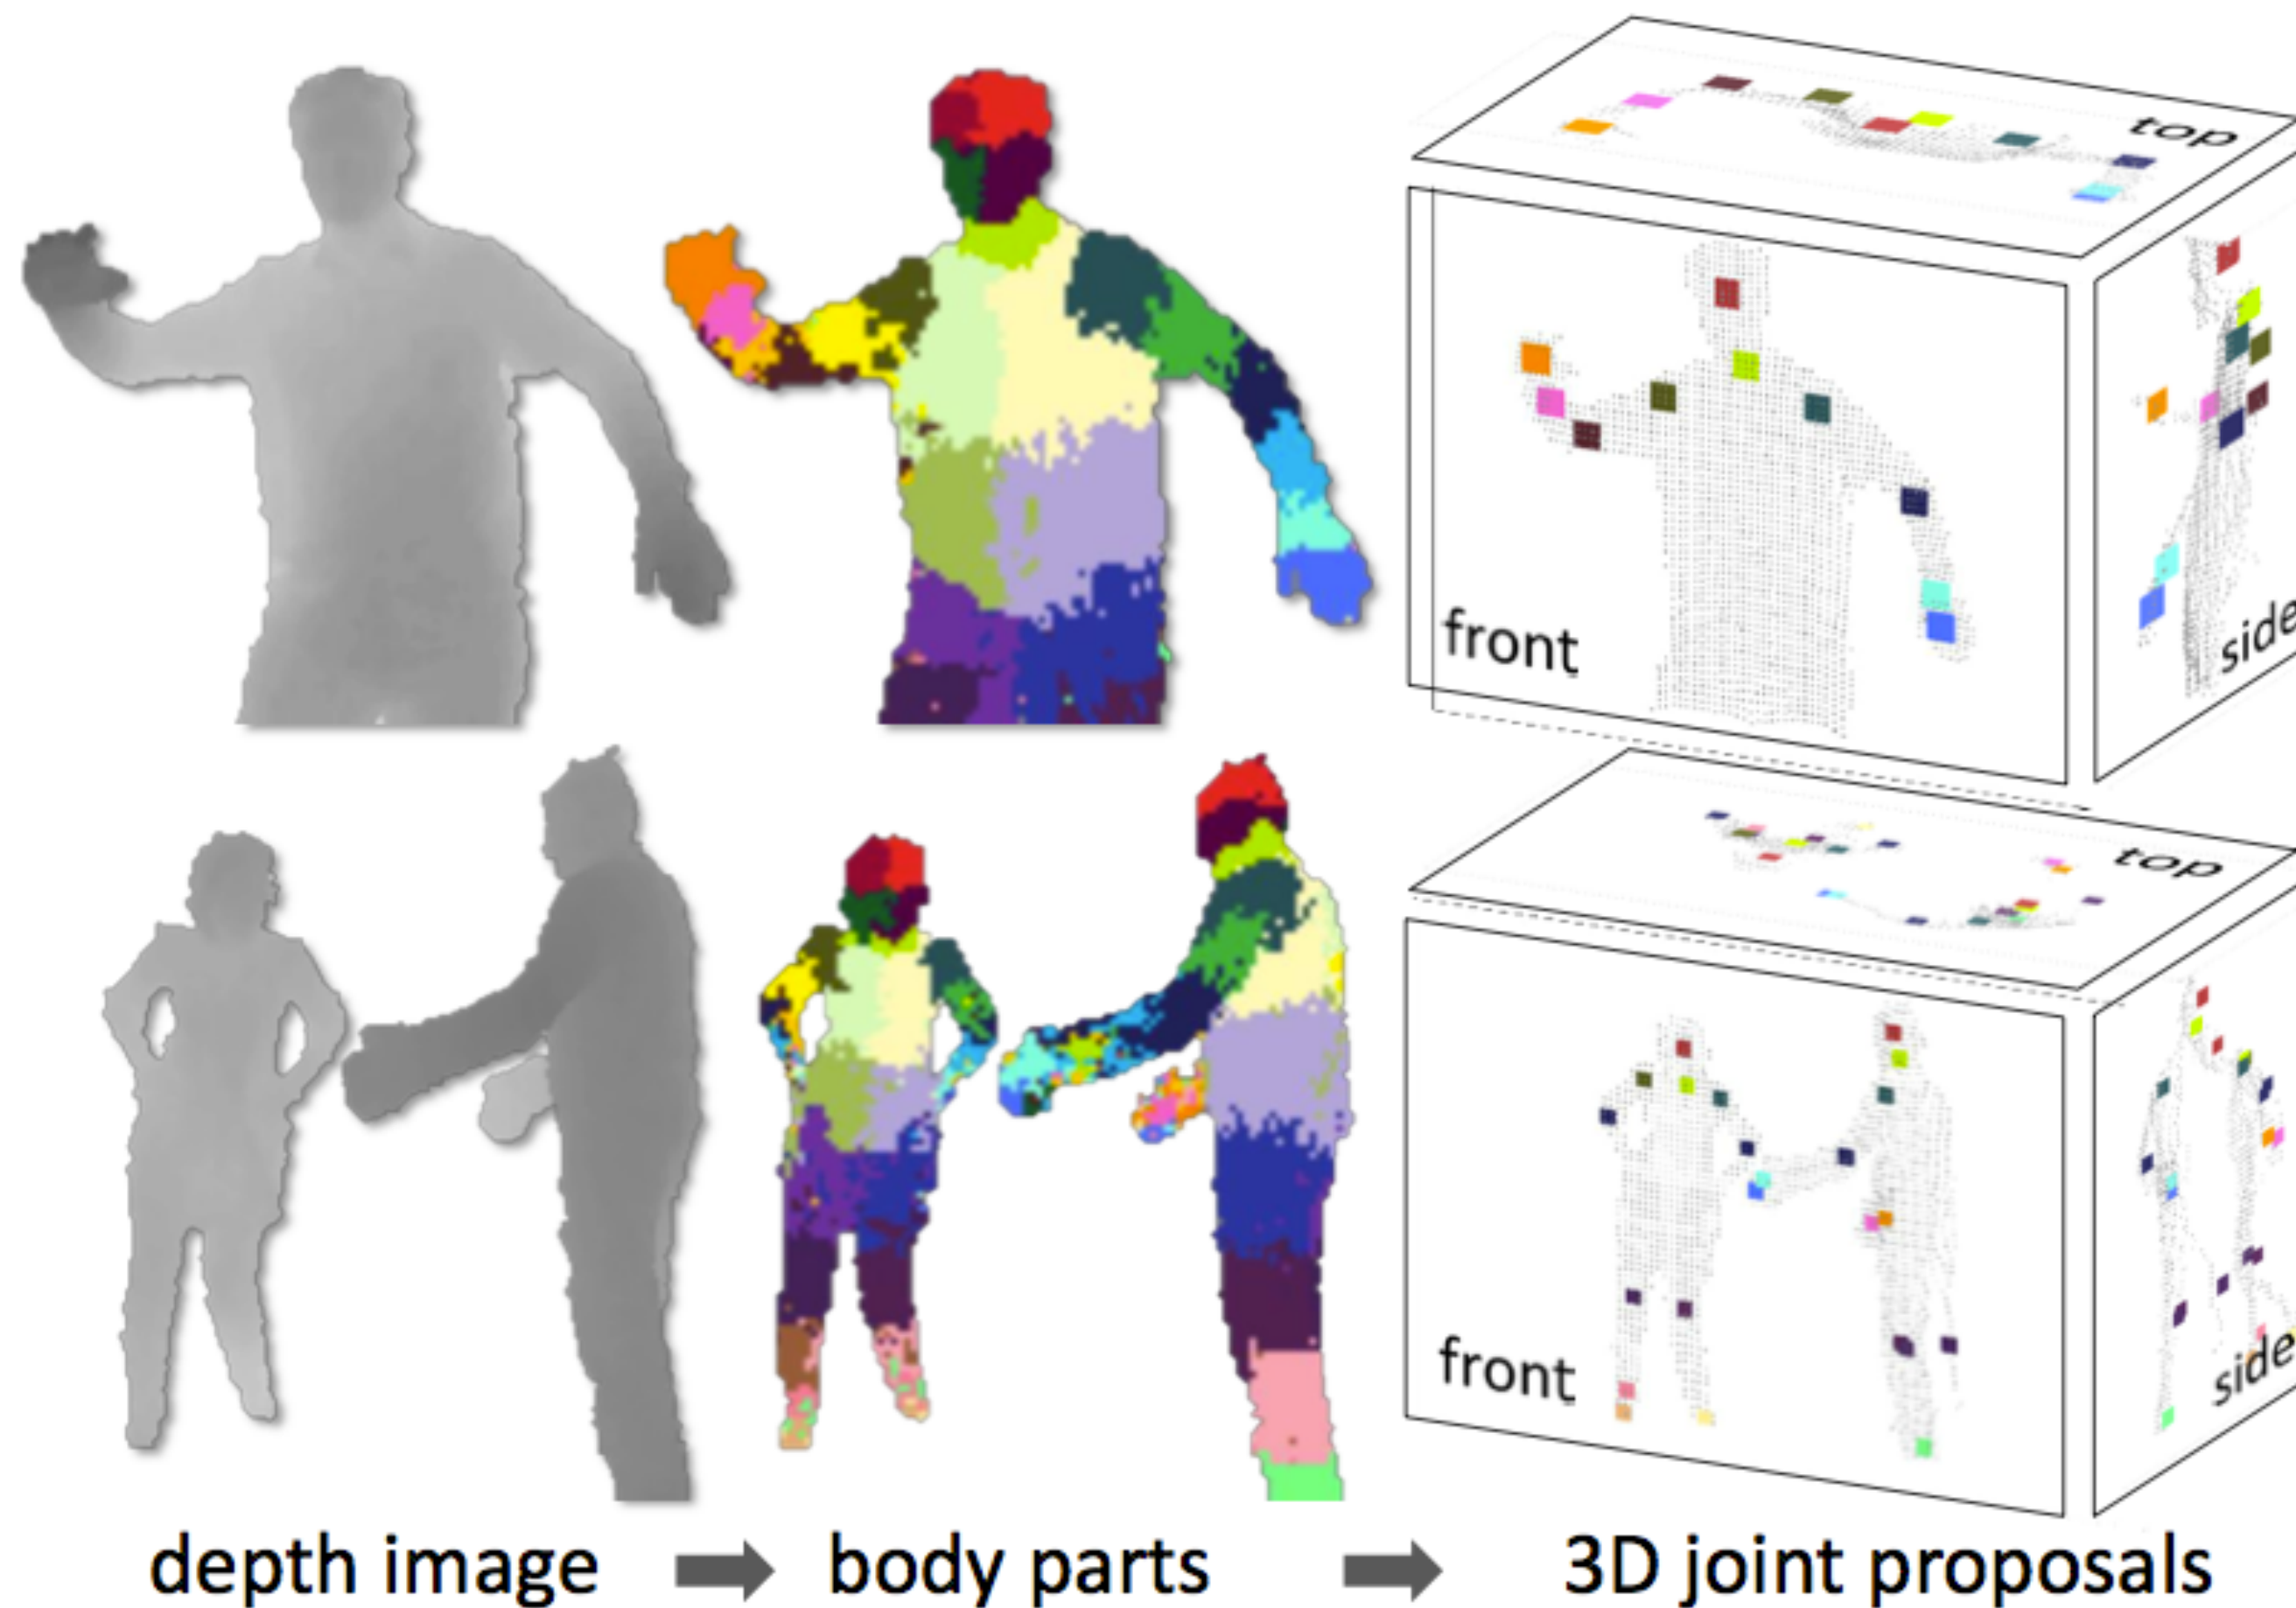 top
front
side
top
front
side
depth image
body parts
3D joint proposals